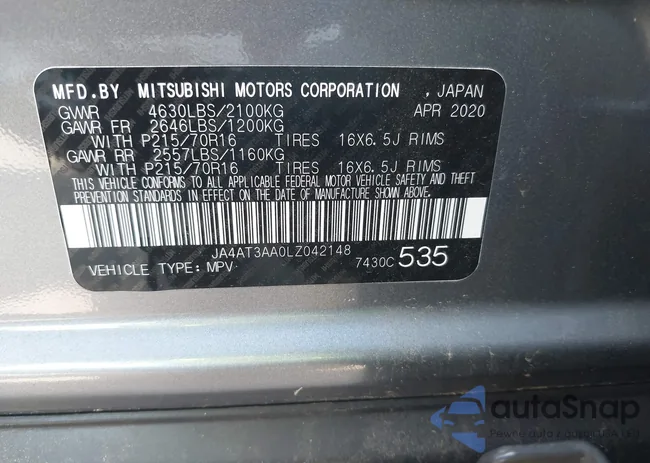 MFD.BY MITSUBISHI MOTORS CORPORATION , JAPAN
GVWR 4630LBS/2100KG APR 2020
GAWR FR 2646LBS/1200KG
WITH P215/70R16 TIRES 16X6.5J RIMS
GAWR RR 2557LBS/1160KG
WITH P215/70R16 TIRES 16X6.5J RIMS
THIS VEHICLE CONFORMS TO ALL APPLICABLE FEDERAL MOTOR VEHICLE SAFETY AND THEFT
PREVENTION STANDARDS IN EFFECT ON THE DATE OF MANUFACTURE SHOWN ABOVE.
JA4AT3AA0LZ042148
VEHICLE TYPE: MPV 7430C 535
autoSnap